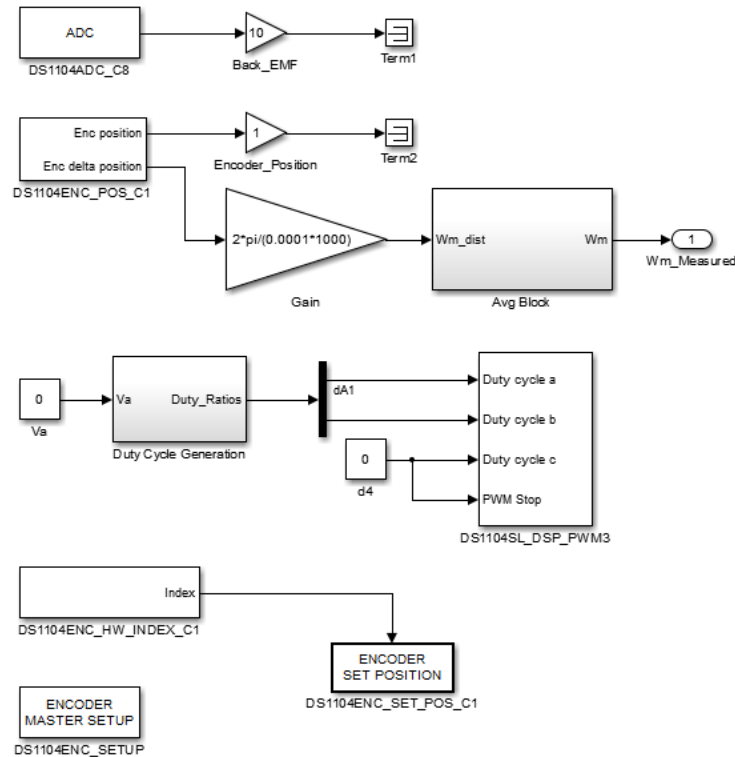 ADC
DS1104ADC_C8
10
Back_EMF
Term1
Enc position
Enc delta position
DS1104ENC_POS_C1
1
Encoder_Position
Term2
2*pi/(0.0001*1000)
Gain
Wm_dist
Wm
Avg Block
1
Wm_Measured
0
Va
Va
Duty_Ratios
Duty Cycle Generation
dA1
0
d4
Duty cycle a
Duty cycle b
Duty cycle c
PWM Stop
DS1104SL_DSP_PWM3
Index
DS1104ENC_HW_INDEX_C1
ENCODER
SET POSITION
DS1104ENC_SET_POS_C1
ENCODER
MASTER SETUP
DS1104ENC_SETUP